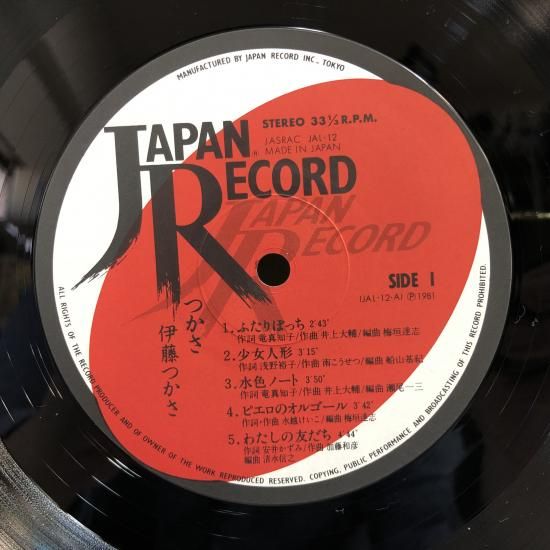 MANUFACTURED BY JAPAN RECORD INC., TOKYO
STEREO 33 1/3 R.P.M.
JASRAC JAL-12
® MADE IN JAPAN
JAPAN
RECORD
JAPAN
RECORD
SIDE 1
(JAL-12-A) Ⓟ 1981
つかさ
伊藤つかさ
1. ふたりぼっち 2'43"
作詞 竜真知子/作曲 井上大輔/編曲 梅垣達志
2. 少女人形 3'15"
作詞 浅野裕子/作曲 南こうせつ/編曲 船山基紀
3. 水色ノート 3'50"
作詞 竜真知子/作曲 井上大輔/編曲 瀬尾一三
4. ピエロのオルゴール 3'42"
作詞・作曲 水越けいこ/編曲 梅垣達志
5. わたしの友だち 4'44"
作詞 安井かずみ/作曲 加藤和彦
編曲 清水信之
ALL RIGHTS OF THE RECORD PRODUCER AND OF OWNER OF THE WORK REPRODUCED RESERVED. COPYING, PUBLIC PERFORMANCE AND BROADCASTING OF THIS RECORD PROHIBITED.